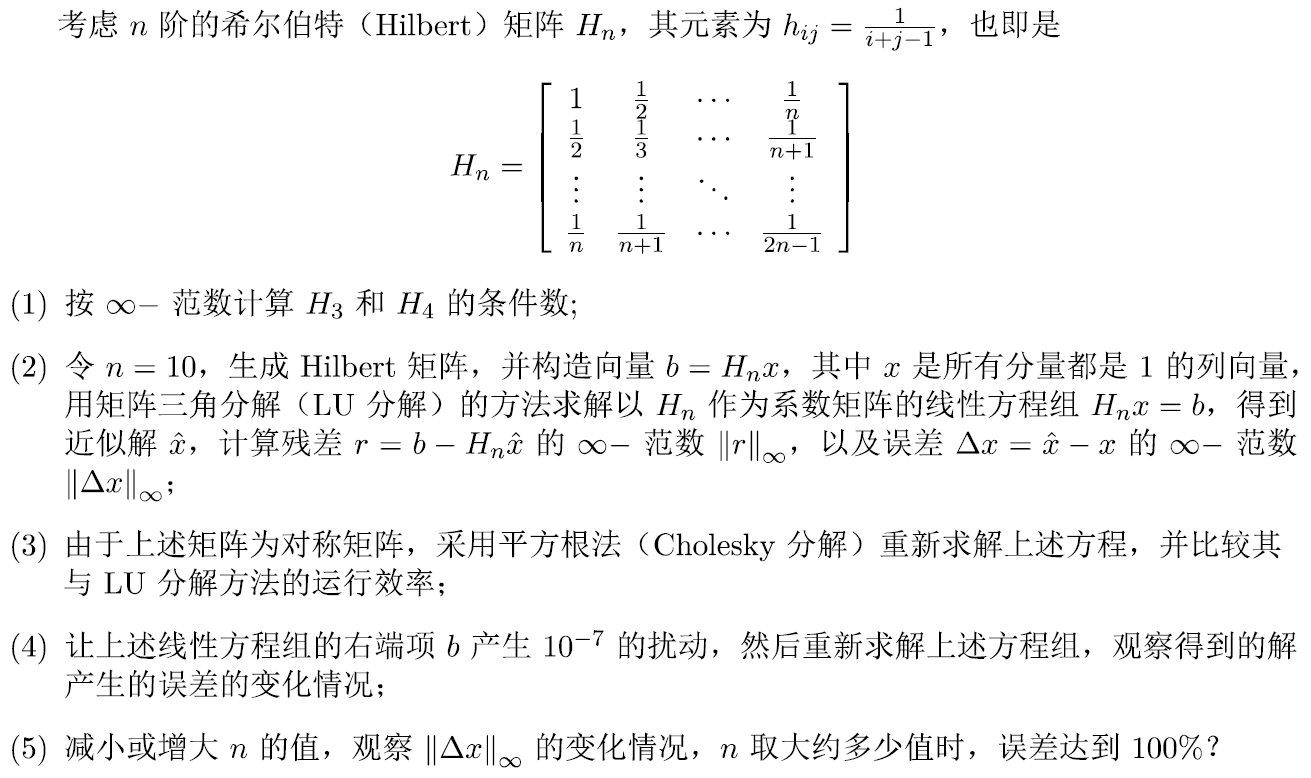 考虑 n 阶的希尔伯特（Hilbert）矩阵 $H_n$，其元素为 $h_{ij} = \frac{1}{i+j-1}$，也即是
$$H_n = \begin{bmatrix} 1 & \frac{1}{2} & \cdots & \frac{1}{n} \\ \frac{1}{2} & \frac{1}{3} & \cdots & \frac{1}{n+1} \\ \vdots & \vdots & \ddots & \vdots \\ \frac{1}{n} & \frac{1}{n+1} & \cdots & \frac{1}{2n-1} \end{bmatrix}$$
(1) 按 $\infty-$ 范数计算 $H_3$ 和 $H_4$ 的条件数;
(2) 令 $n = 10$，生成 Hilbert 矩阵，并构造向量 $b = H_n x$，其中 $x$ 是所有分量都是 1 的列向量，
用矩阵三角分解（LU 分解）的方法求解以 $H_n$ 作为系数矩阵的线性方程组 $H_n x = b$，得到
近似解 $\hat{x}$，计算残差 $r = b - H_n \hat{x}$ 的 $\infty-$ 范数 $\|r\|_\infty$，以及误差 $\Delta x = \hat{x} - x$ 的 $\infty-$ 范数
$\|\Delta x\|_\infty$；
(3) 由于上述矩阵为对称矩阵，采用平方根法（Cholesky 分解）重新求解上述方程，并比较其
与 LU 分解方法的运行效率；
(4) 让上述线性方程组的右端项 $b$ 产生 $10^{-7}$ 的扰动，然后重新求解上述方程组，观察得到的解
产生的误差的变化情况；
(5) 减小或增大 $n$ 的值，观察 $\|\Delta x\|_\infty$ 的变化情况，$n$ 取大约多少值时，误差达到 100%？